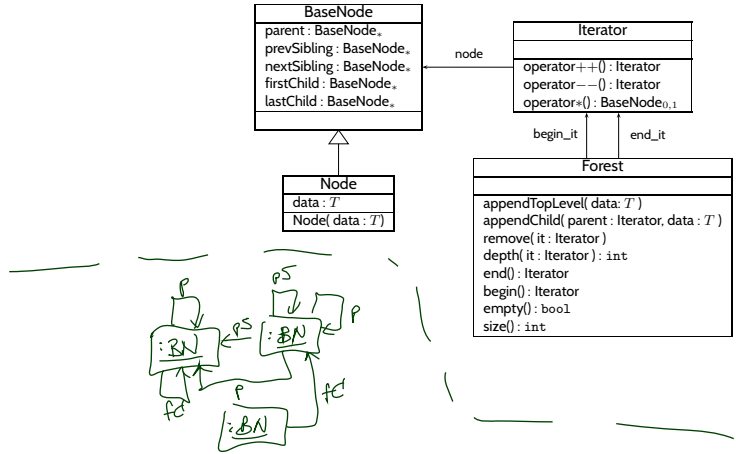 BaseNode
parent : BaseNode*
prevSibling : BaseNode*
nextSibling : BaseNode*
firstChild : BaseNode*
lastChild : BaseNode*
node
Iterator
operator++() : Iterator
operator−−() : Iterator
operator*() : BaseNode0,1
begin_it
end_it
Node
data : T
Node( data : T)
Forest
appendTopLevel( data: T )
appendChild( parent : Iterator, data : T )
remove( it : Iterator )
depth( it : Iterator ) : int
end() : Iterator
begin() : Iterator
empty() : bool
size() : int
p
pS
p
:BN
pS
:BN
fC
p
fC
:BN